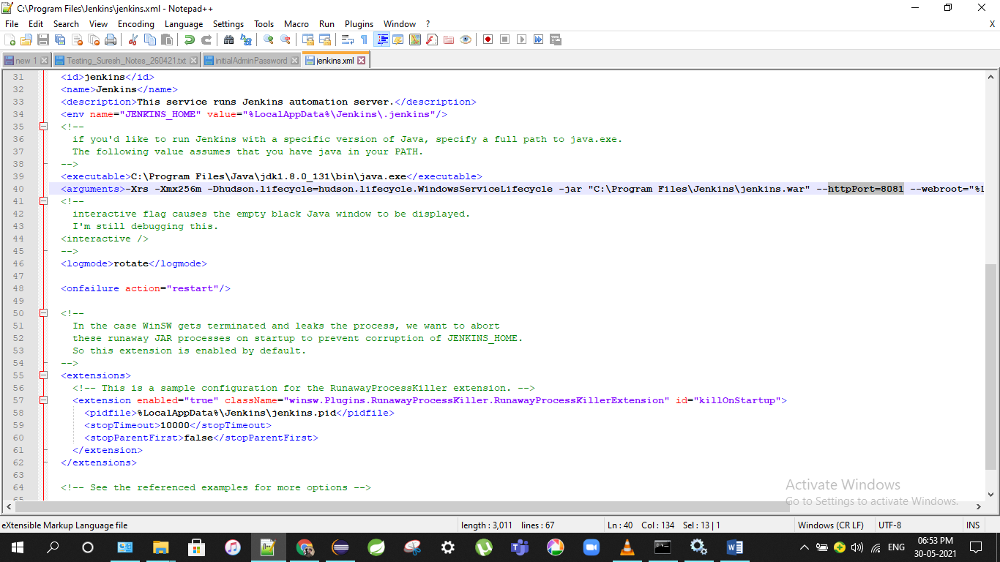 C:\Program Files\Jenkins\jenkins.xml - Notepad++
File Edit Search View Encoding Language Settings Tools Macro Run Plugins Window ? X
new 1 Testing_Suresh_Notes_260421.txt initialAdminPassword jenkins.xml
31 <id>jenkins</id>
32 <name>Jenkins</name>
33 <description>This service runs Jenkins automation server.</description>
34 <env name="JENKINS_HOME" value="%LocalAppData%\Jenkins\.jenkins"/>
35 <!--
36 if you'd like to run Jenkins with a specific version of Java, specify a full path to java.exe.
37 The following value assumes that you have java in your PATH.
38 -->
39 <executable>C:\Program Files\Java\jdk1.8.0_131\bin\java.exe</executable>
40 <arguments>-Xrs -Xmx256m -Dhudson.lifecycle=hudson.lifecycle.WindowsServiceLifecycle -jar "C:\Program Files\Jenkins\jenkins.war" --httpPort=8081 --webroot="%L
41 <!--
42 interactive flag causes the empty black Java window to be displayed.
43 I'm still debugging this.
44 <interactive />
45 -->
46 <logmode>rotate</logmode>
47
48 <onfailure action="restart"/>
49
50 <!--
51 In the case WinSW gets terminated and leaks the process, we want to abort
52 these runaway JAR processes on startup to prevent corruption of JENKINS_HOME.
53 So this extension is enabled by default.
54 -->
55 <extensions>
56 <!-- This is a sample configuration for the RunawayProcessKiller extension. -->
57 <extension enabled="true" className="winsw.Plugins.RunawayProcessKiller.RunawayProcessKillerExtension" id="killOnStartup">
58 <pidfile>%LocalAppData%\Jenkins\jenkins.pid</pidfile>
59 <stopTimeout>10000</stopTimeout>
60 <stopParentFirst>false</stopParentFirst>
61 </extension>
62 </extensions>
63
64 <!-- See the referenced examples for more options -->
65
Activate Windows
Go to Settings to activate Windows.
eXtensible Markup Language file length : 3,011 lines : 67 Ln : 40 Col : 134 Sel : 13 | 1 Windows (CR LF) UTF-8 INS
ENG 06:53 PM
30-05-2021